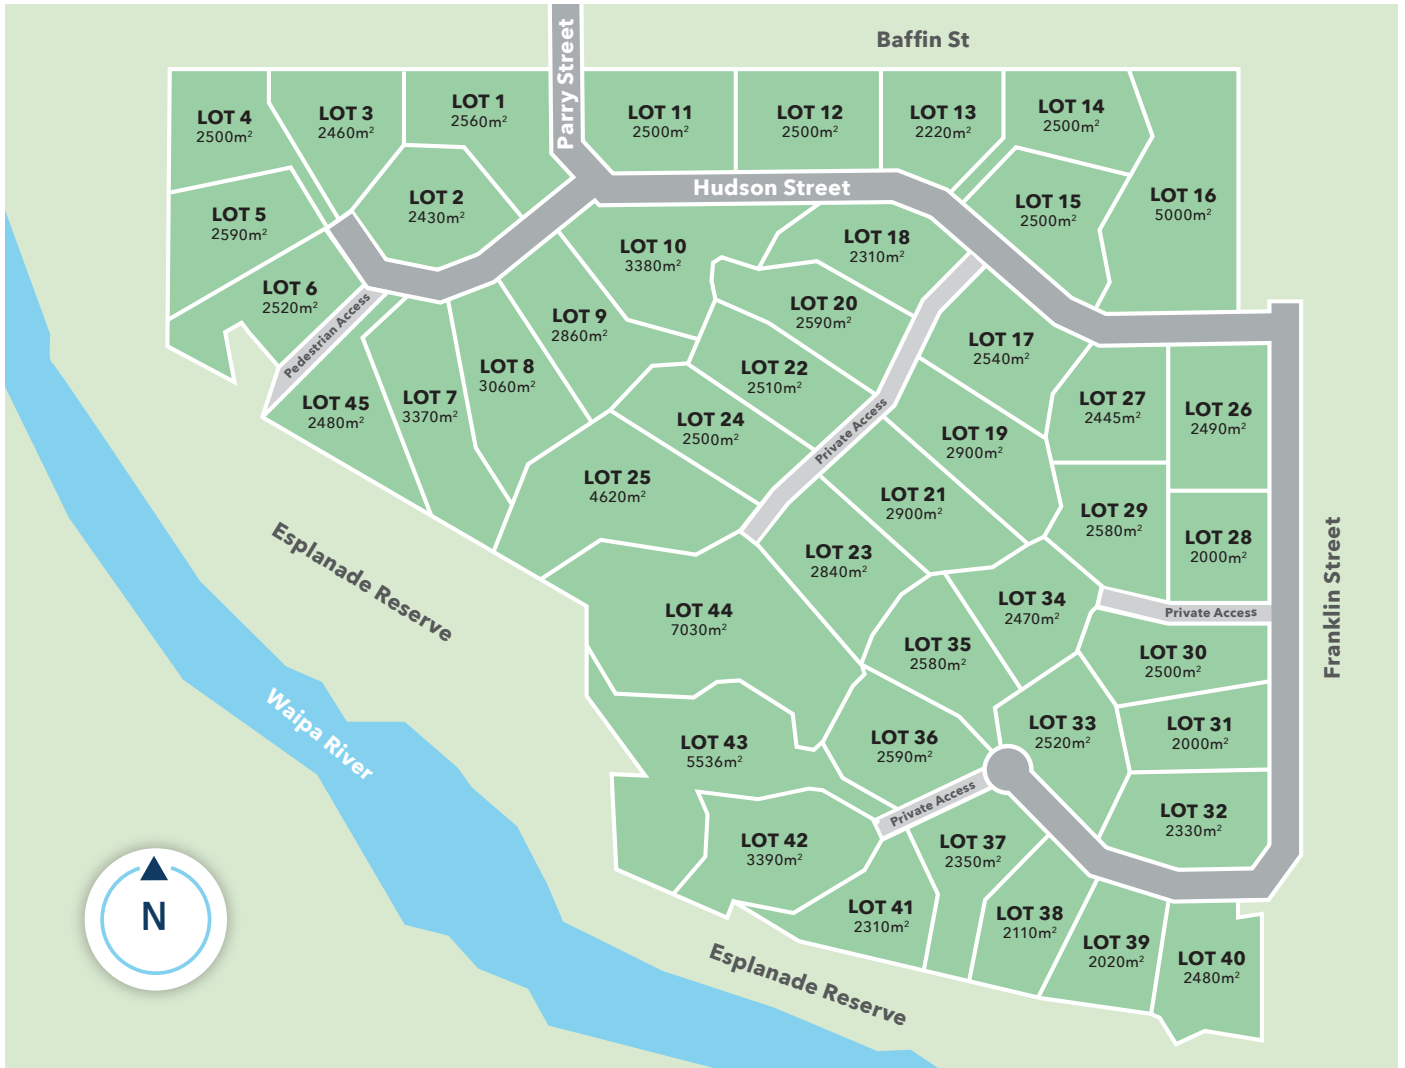 Baffin St
Parry Street
LOT 4
2500m²
LOT 3
2460m²
LOT 1
2560m²
LOT 11
2500m²
LOT 12
2500m²
LOT 13
2220m²
LOT 14
2500m²
LOT 2
2430m²
Hudson Street
LOT 5
2590m²
LOT 15
2500m²
LOT 16
5000m²
LOT 10
3380m²
LOT 18
2310m²
LOT 6
2520m²
Pedestrian Access
LOT 9
2860m²
LOT 20
2590m²
LOT 17
2540m²
LOT 8
3060m²
LOT 22
2510m²
LOT 45
2480m²
LOT 7
3370m²
LOT 24
2500m²
Private Access
LOT 19
2900m²
LOT 27
2445m²
LOT 26
2490m²
LOT 25
4620m²
LOT 21
2900m²
LOT 29
2580m²
LOT 28
2000m²
Esplanade Reserve
LOT 23
2840m²
Franklin Street
LOT 44
7030m²
LOT 34
2470m²
Private Access
LOT 35
2580m²
LOT 30
2500m²
Waipa River
LOT 43
5536m²
LOT 36
2590m²
LOT 33
2520m²
LOT 31
2000m²
Private Access
LOT 32
2330m²
LOT 42
3390m²
LOT 37
2350m²
N
LOT 41
2310m²
LOT 38
2110m²
LOT 39
2020m²
LOT 40
2480m²
Esplanade Reserve